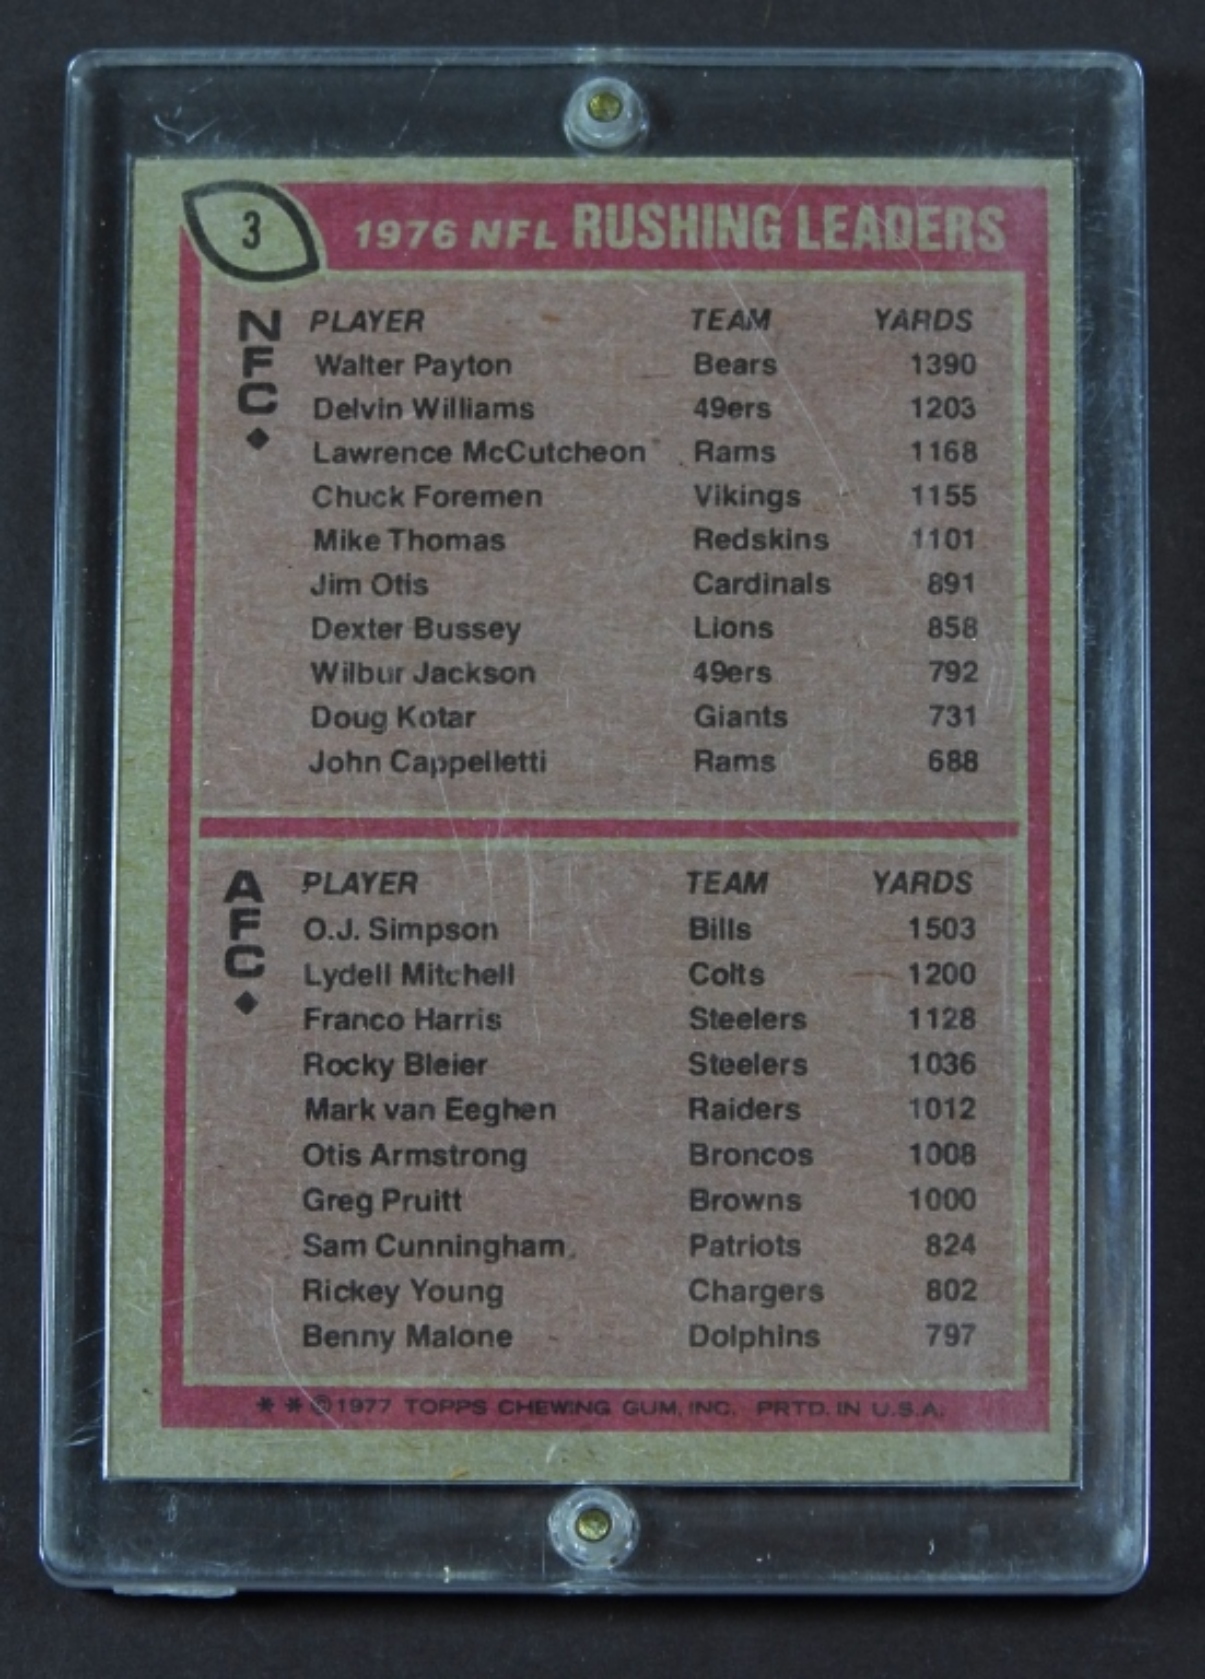 3
1976 NFL RUSHING LEADERS
NFC
PLAYER TEAM YARDS
Walter Payton Bears 1390
Delvin Williams 49ers 1203
Lawrence McCutcheon Rams 1168
Chuck Foremen Vikings 1155
Mike Thomas Redskins 1101
Jim Otis Cardinals 891
Dexter Bussey Lions 858
Wilbur Jackson 49ers 792
Doug Kotar Giants 731
John Cappelletti Rams 688
AFC
PLAYER TEAM YARDS
O.J. Simpson Bills 1503
Lydell Mitchell Colts 1200
Franco Harris Steelers 1128
Rocky Bleier Steelers 1036
Mark van Eeghen Raiders 1012
Otis Armstrong Broncos 1008
Greg Pruitt Browns 1000
Sam Cunningham Patriots 824
Rickey Young Chargers 802
Benny Malone Dolphins 797
* * ©1977 TOPPS CHEWING GUM, INC. PRTD. IN U.S.A.